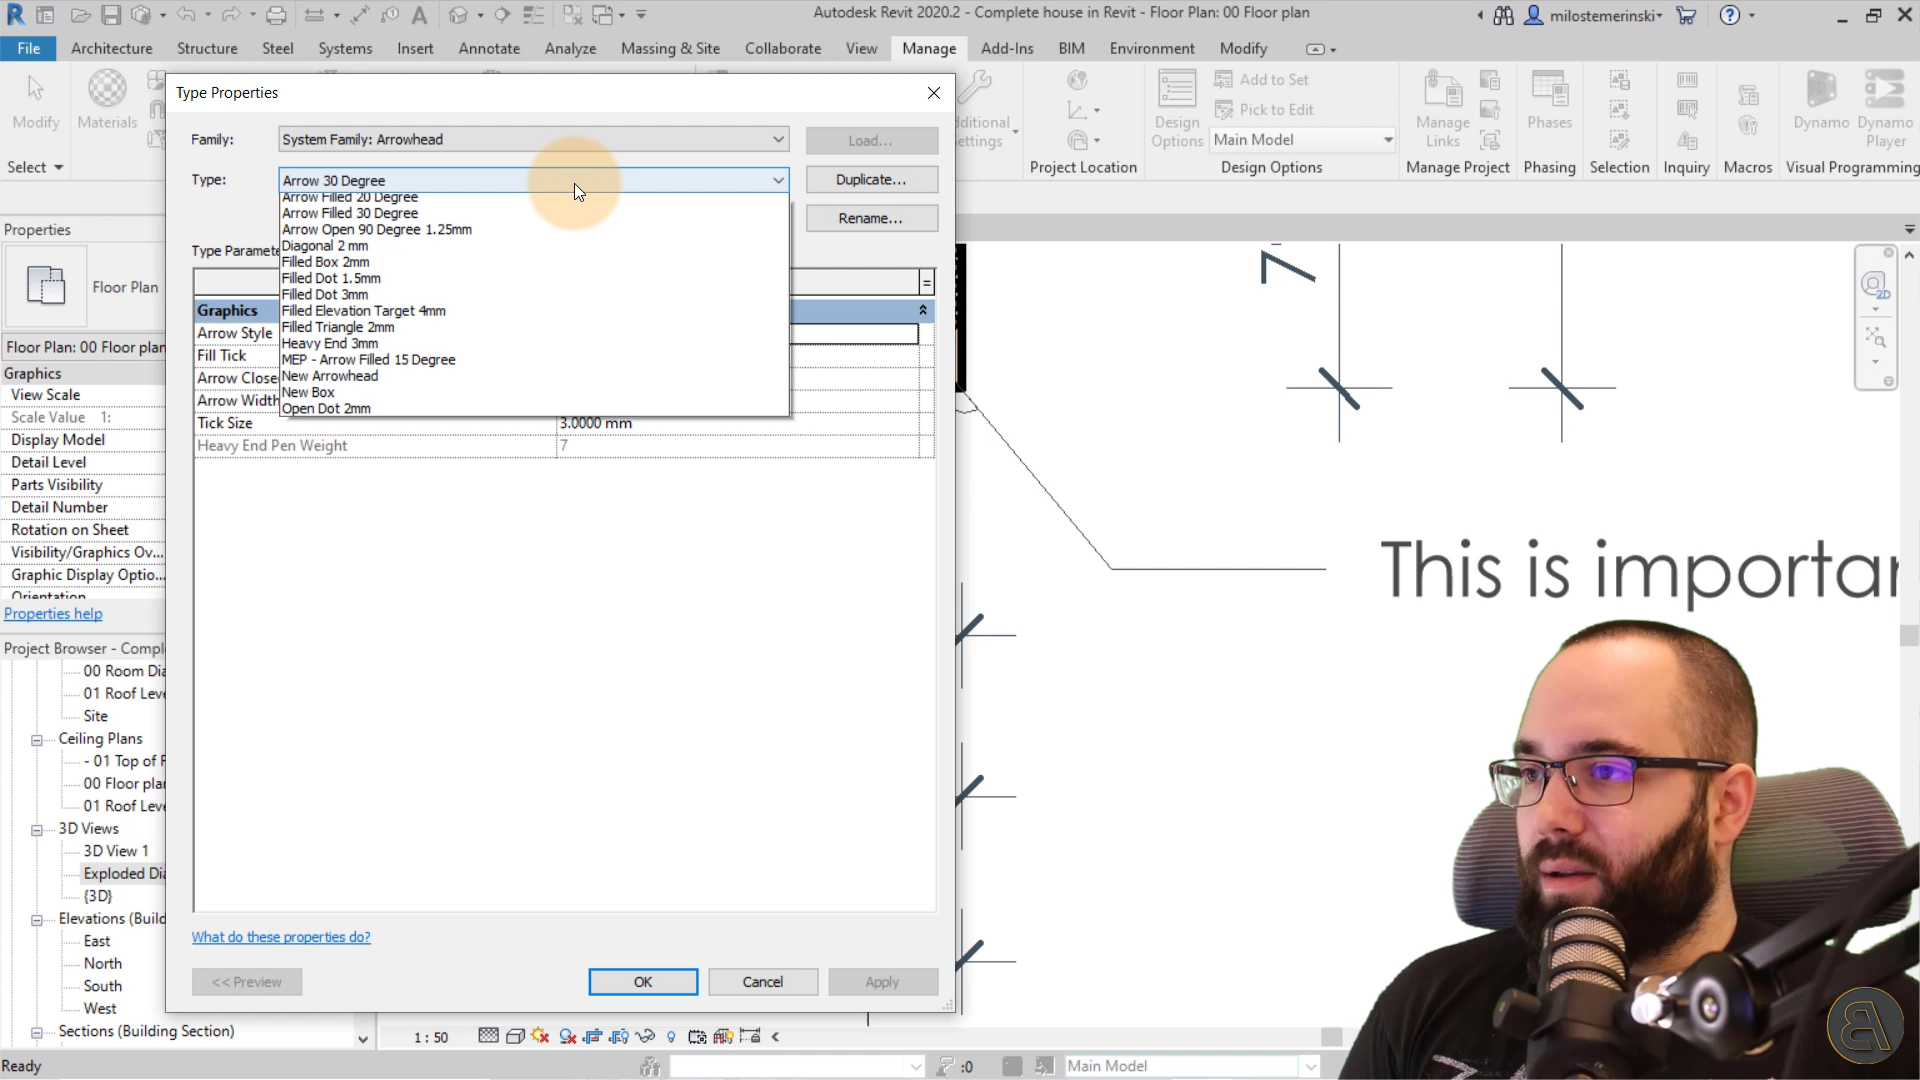 Autodesk Revit 2020.2 - Complete house in Revit - Floor Plan: 00 Floor plan
milostemerinski
File Architecture Structure Steel Systems Insert Annotate Analyze Massing & Site Collaborate View Manage Add-Ins BIM Environment Modify
Modify
Materials
Select
Type Properties
Family:
System Family: Arrowhead
Load...
Type:
Arrow 30 Degree
Duplicate...
Rename...
Arrow Filled 20 Degree
Arrow Filled 30 Degree
Arrow Open 90 Degree 1.25mm
Diagonal 2 mm
Filled Box 2mm
Filled Dot 1.5mm
Filled Dot 3mm
Filled Elevation Target 4mm
Filled Triangle 2mm
Heavy End 3mm
MEP - Arrow Filled 15 Degree
New Arrowhead
New Box
Open Dot 2mm
Type Paramete
=
Graphics
Arrow Style
Fill Tick
Arrow Close
Arrow Width
Tick Size
3.0000 mm
Heavy End Pen Weight
7
What do these properties do?
<< Preview
OK
Cancel
Apply
ditional
ettings
Project Location
Design
Options
Add to Set
Pick to Edit
Main Model
Design Options
Manage
Links
Manage Project
Phases
Phasing
Selection
Inquiry
Macros
Dynamo
Dynamo
Player
Visual Programming
Properties
Floor Plan
Floor Plan: 00 Floor plan
Graphics
View Scale
Scale Value 1:
Display Model
Detail Level
Parts Visibility
Detail Number
Rotation on Sheet
Visibility/Graphics Ov...
Graphic Display Optio...
Orientation
Properties help
Project Browser - Compl
00 Room Dia
01 Roof Leve
Site
Ceiling Plans
- 01 Top of F
00 Floor plan
01 Roof Leve
3D Views
3D View 1
Exploded Dia
{3D}
Elevations (Build
East
North
South
West
Sections (Building Section)
This is importan
2D
1 : 50
Ready
:0
Main Model